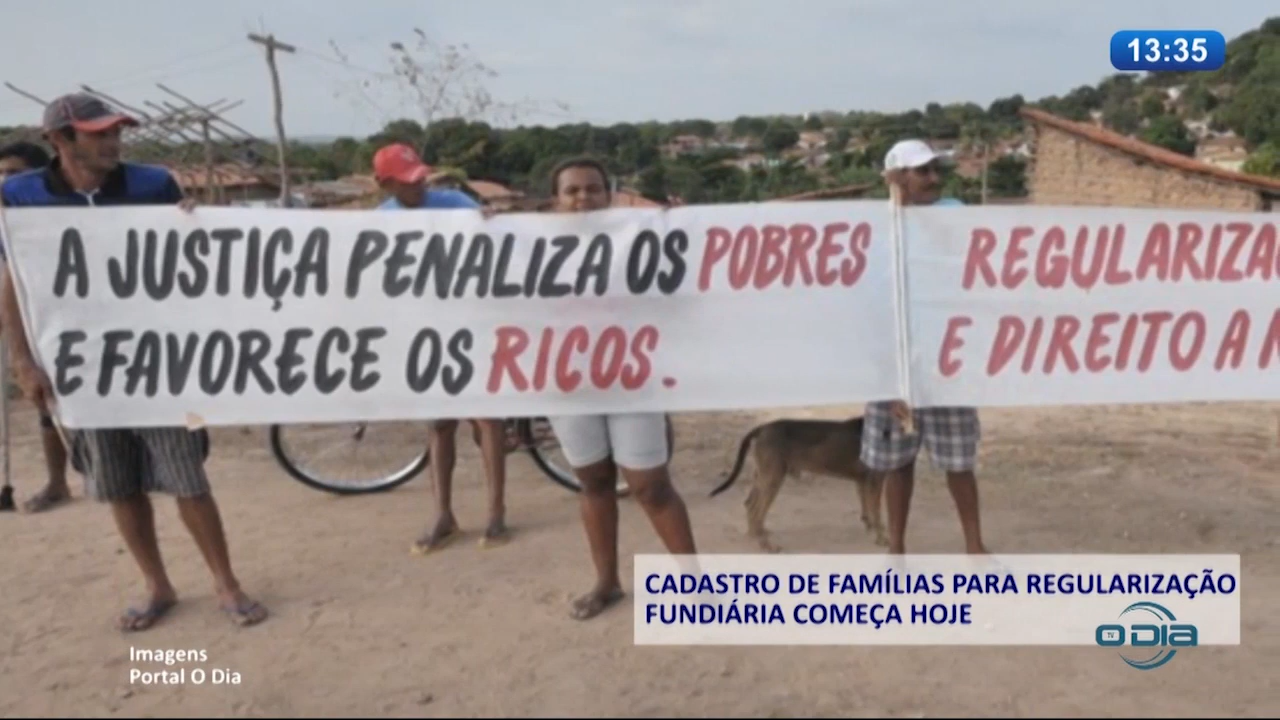 13:35
A JUSTIÇA PENALIZA OS POBRES
E FAVORECE OS RICOS.
REGULARIZA
E DIREITO A
CADASTRO DE FAMÍLIAS PARA REGULARIZAÇÃO
FUNDIÁRIA COMEÇA HOJE
O DIA
TV
Imagens
Portal O Dia